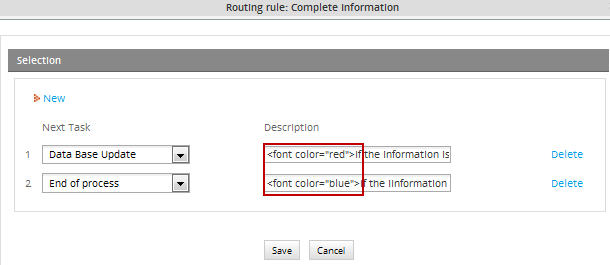 Routing rule: Complete Information
Selection
New
Next Task Description
1 Data Base Update <font color="red">If the Information is Delete
2 End of process <font color="blue">If the IInformation Delete
Save Cancel